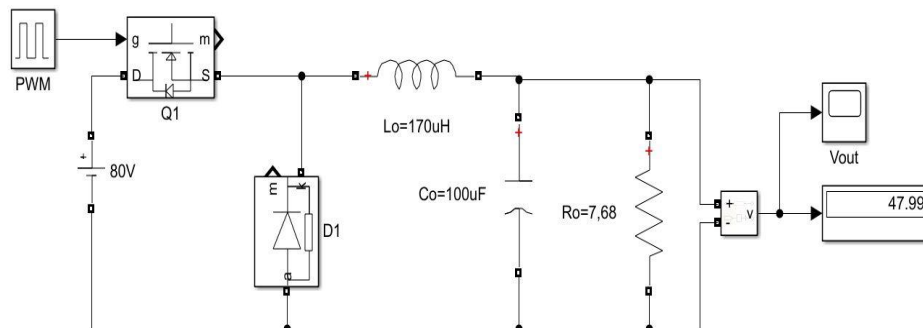 g
m
D
S
PWM
Q1
+
80V
+
Lo=170uH
+
Co=100uF
+
Ro=7,68
m
k
a
D1
+
-
v
Vout
47.99